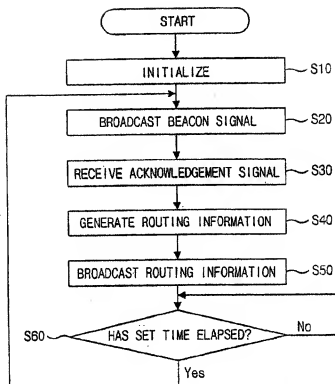 START
INITIALIZE
S10
BROADCAST BEACON SIGNAL
S20
RECEIVE ACKNOWLEDGEMENT SIGNAL
S30
GENERATE ROUTING INFORMATION
S40
BROADCAST ROUTING INFORMATION
S50
S60
HAS SET TIME ELAPSED?
No
Yes